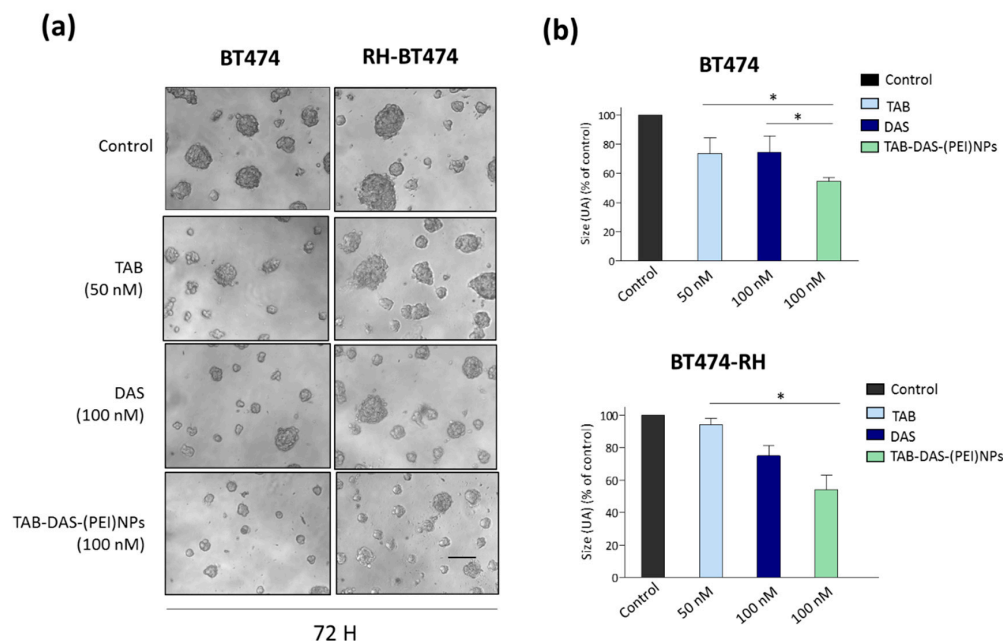 (a)
BT474
RH-BT474
Control
TAB
(50 nM)
DAS
(100 nM)
TAB-DAS-(PEI)NPs
(100 nM)
72 H
(b)
BT474
Control
TAB
DAS
TAB-DAS-(PEI)NPs
*
*
100
80
60
40
20
0
Size (UA) (% of control)
Control
50 nM
100 nM
100 nM
BT474-RH
Control
TAB
DAS
TAB-DAS-(PEI)NPs
*
100
80
60
40
20
0
Size (UA) (% of control)
Control
50 nM
100 nM
100 nM